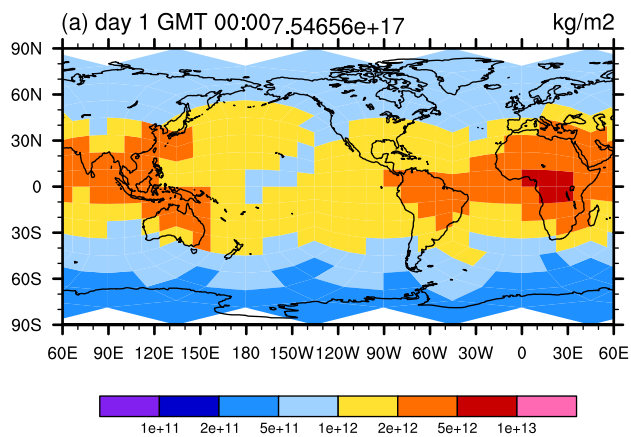 (a) day 1 GMT 00:00 7.54656e+17 kg/m2
90N
60N
30N
0
30S
60S
90S
60E 90E 120E 150E 180 150W 120W 90W 60W 30W 0 30E 60E
1e+11 2e+11 5e+11 1e+12 2e+12 5e+12 1e+13